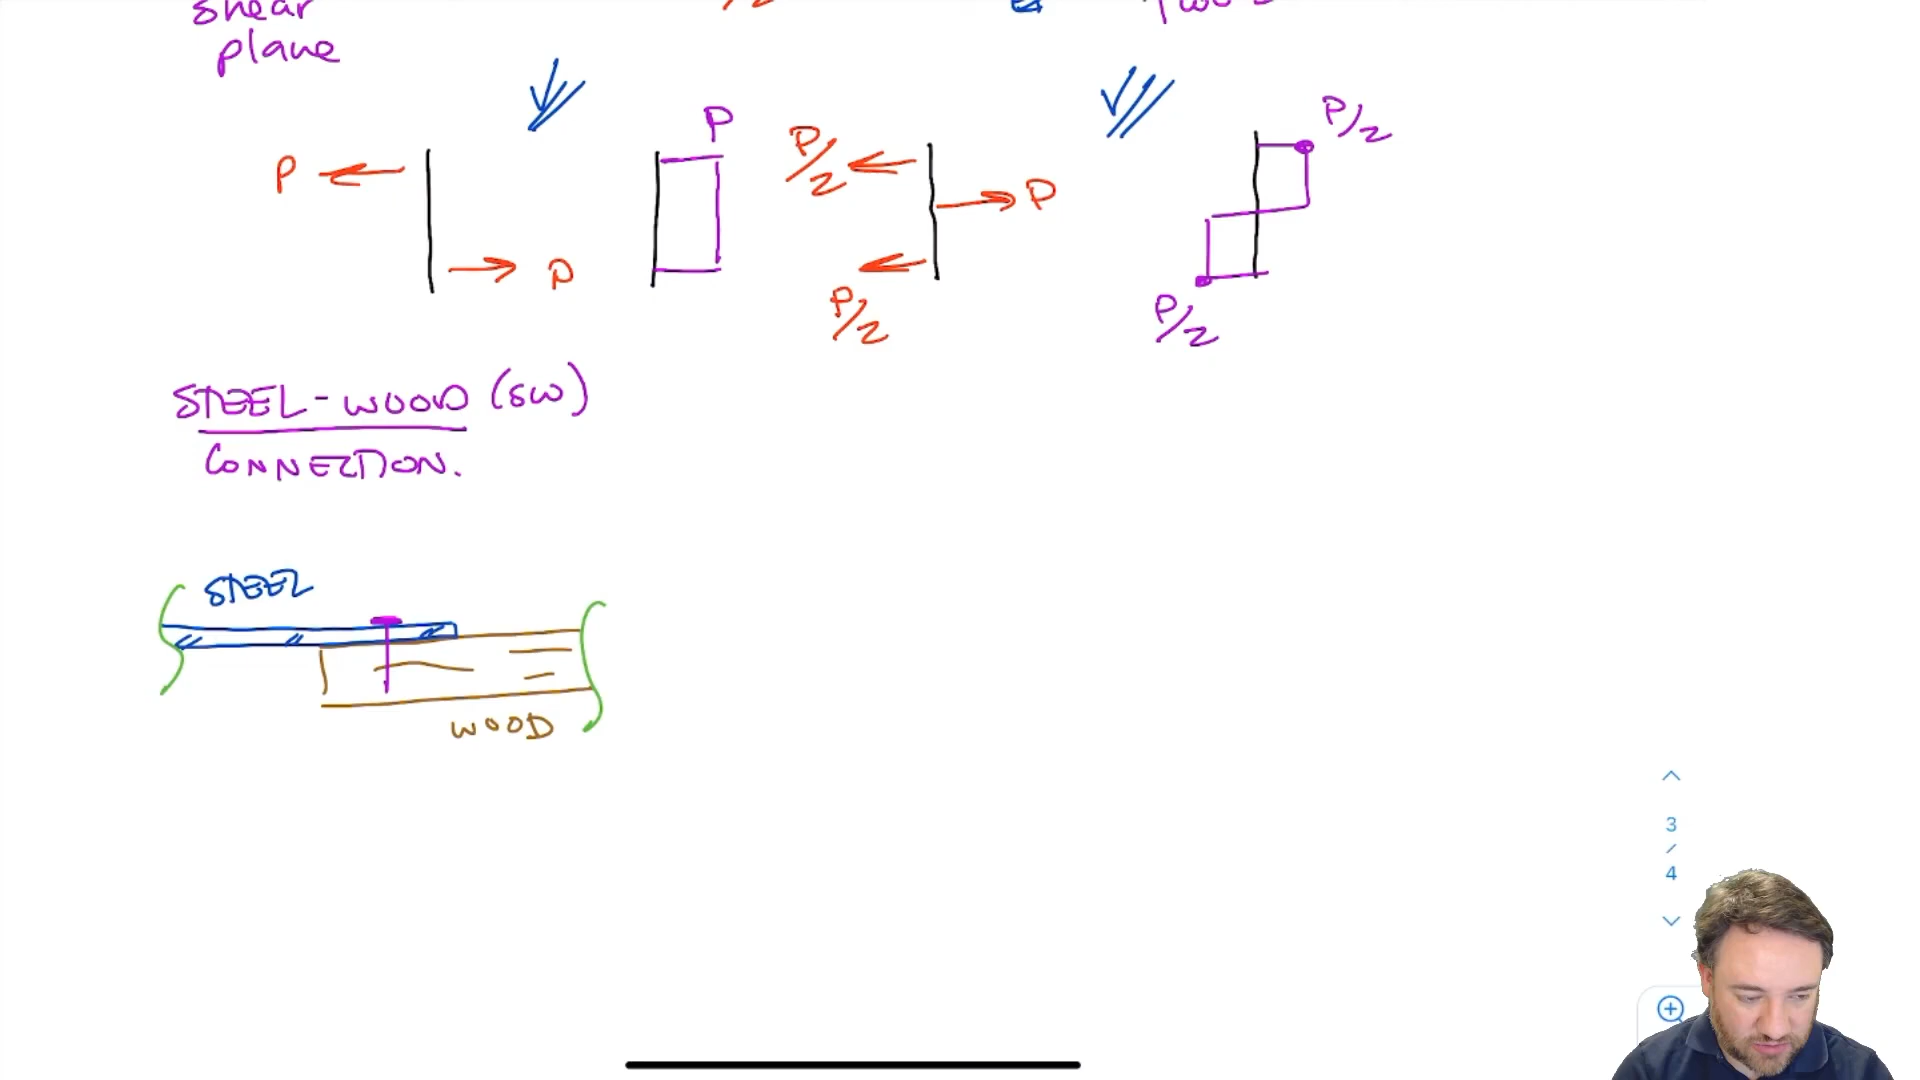 shear
plane
P
P
P
P/2
P
P/2
P/2
P/2
STEEL-WOOD (SW)
CONNECTION.
STEEL
WOOD
3
/
4